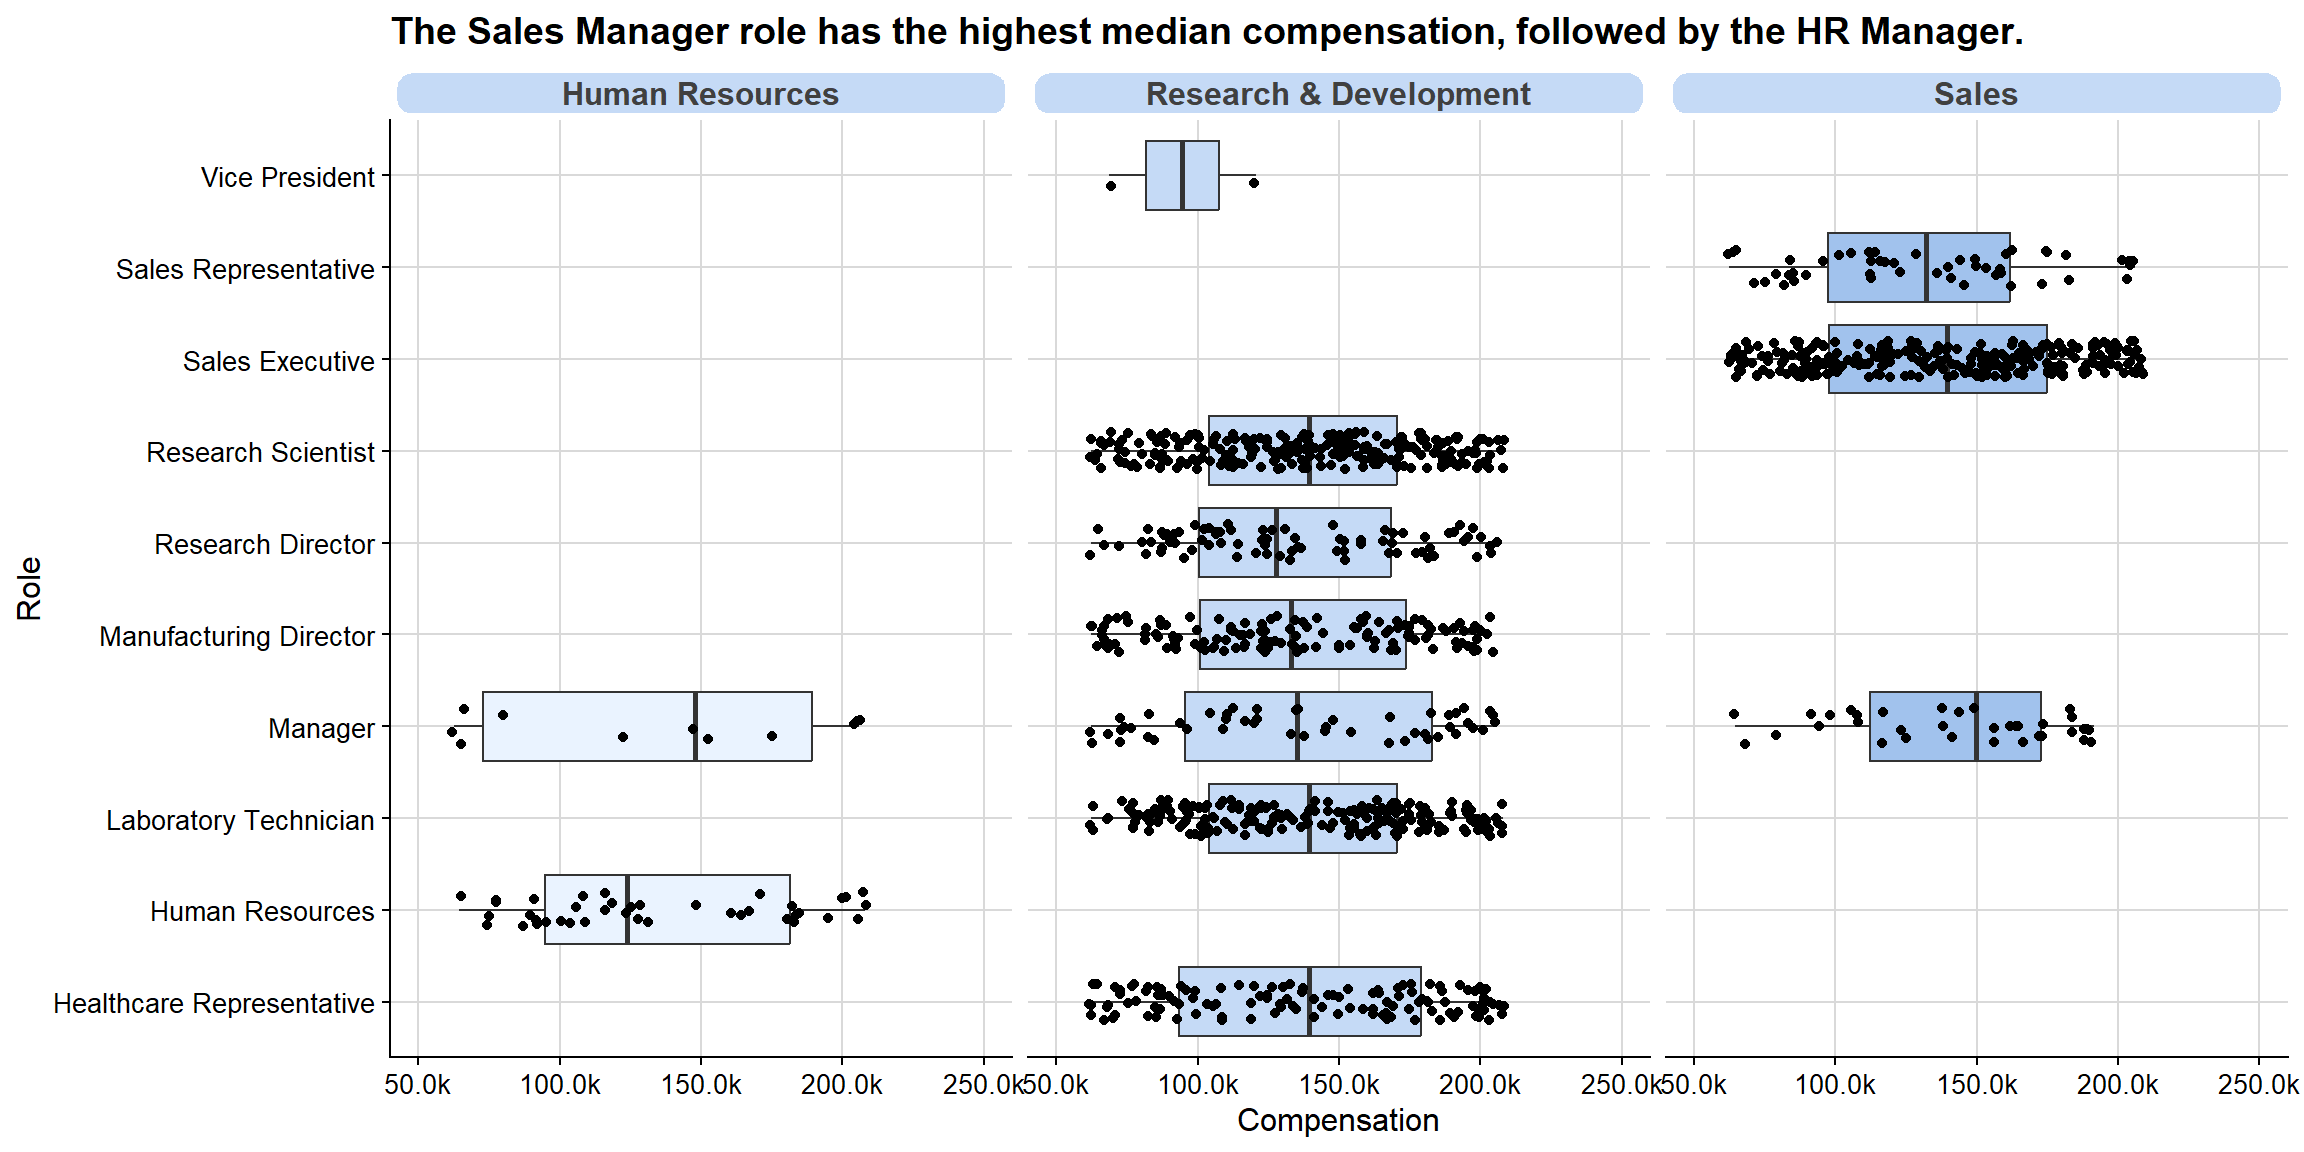 The Sales Manager role has the highest median compensation, followed by the HR Manager.
Human Resources
Research & Development
Sales
Role
Vice President
Sales Representative
Sales Executive
Research Scientist
Research Director
Manufacturing Director
Manager
Laboratory Technician
Human Resources
Healthcare Representative
50.0k 100.0k 150.0k 200.0k 250.0k
50.0k 100.0k 150.0k 200.0k 250.0k
50.0k 100.0k 150.0k 200.0k 250.0k
Compensation